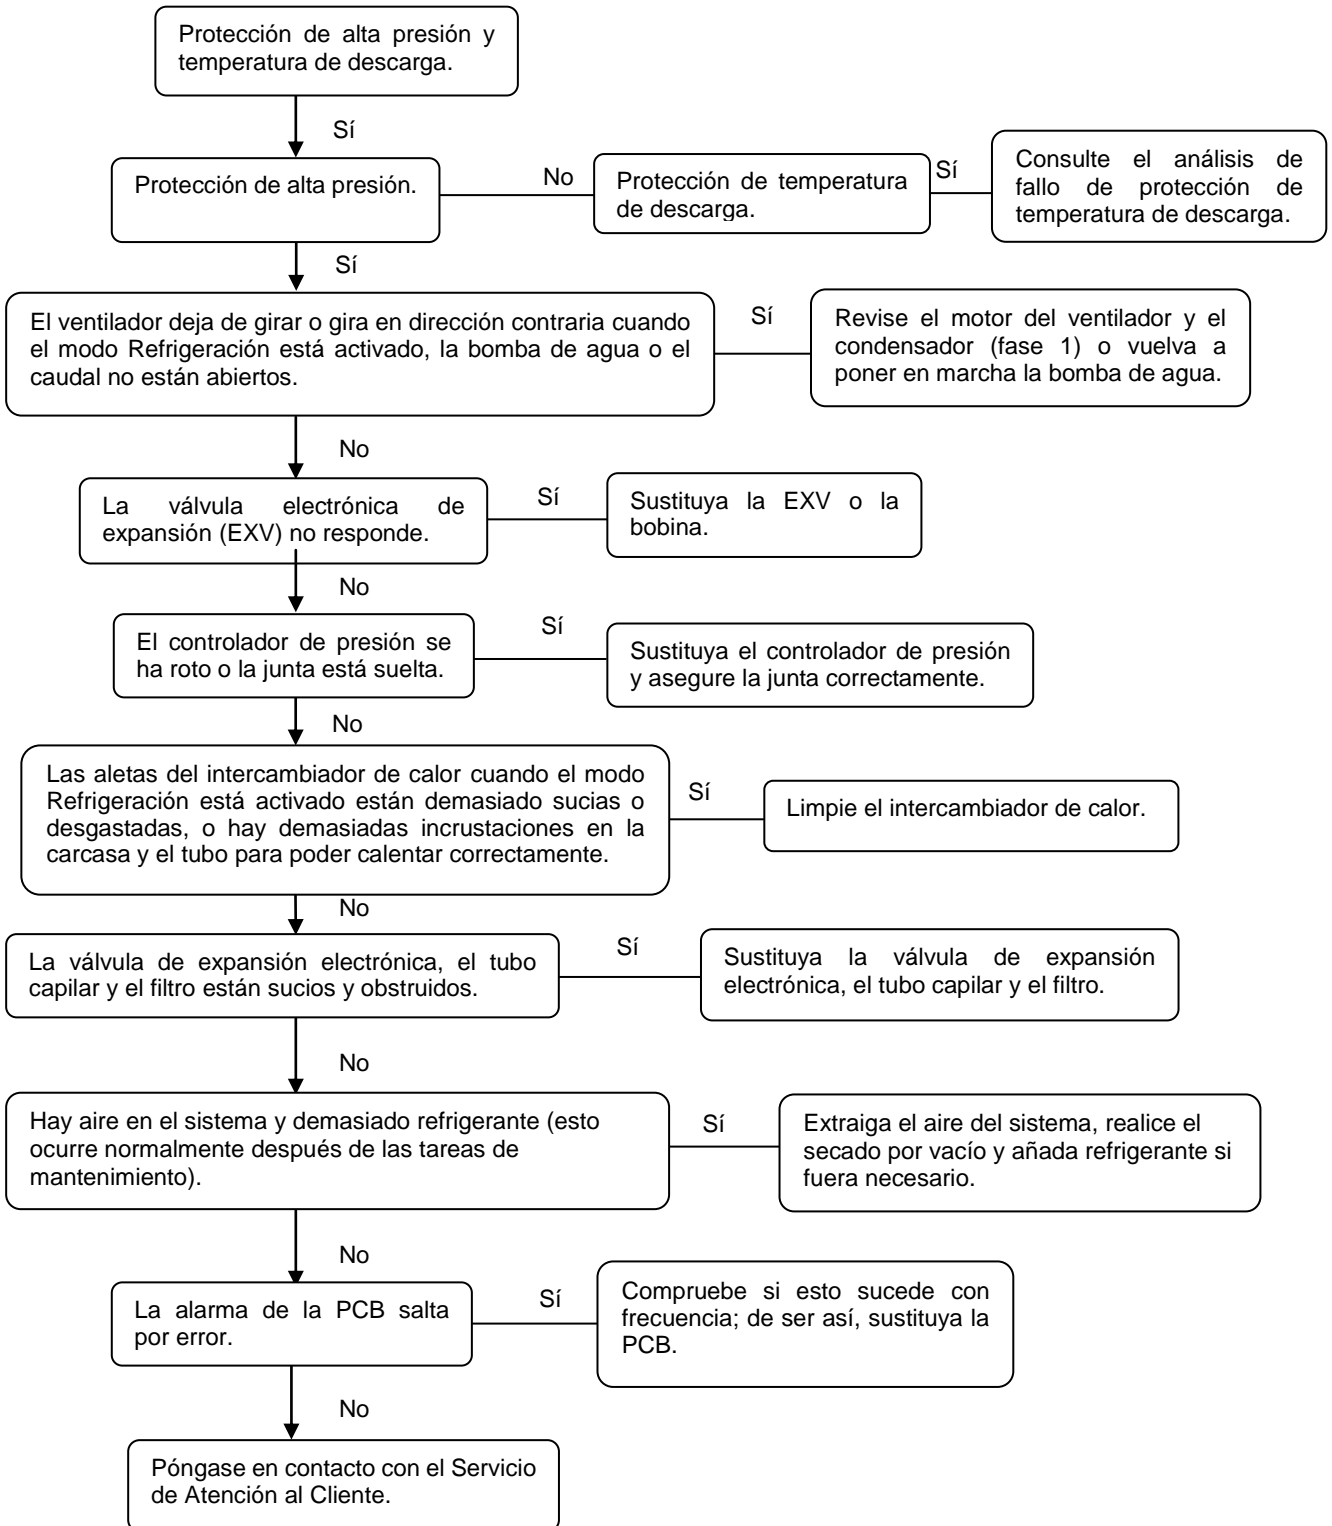 Protección de alta presión y
temperatura de descarga.
Sí
Protección de alta presión.
No
Protección de temperatura
de descarga.
Sí
Consulte el análisis de
fallo de protección de
temperatura de descarga.
Sí
El ventilador deja de girar o gira en dirección contraria cuando
el modo Refrigeración está activado, la bomba de agua o el
caudal no están abiertos.
Sí
Revise el motor del ventilador y el
condensador (fase 1) o vuelva a
poner en marcha la bomba de agua.
No
La válvula electrónica de
expansión (EXV) no responde.
Sí
Sustituya la EXV o la
bobina.
No
El controlador de presión se
ha roto o la junta está suelta.
Sí
Sustituya el controlador de presión
y asegure la junta correctamente.
No
Las aletas del intercambiador de calor cuando el modo
Refrigeración está activado están demasiado sucias o
desgastadas, o hay demasiadas incrustaciones en la
carcasa y el tubo para poder calentar correctamente.
Sí
Limpie el intercambiador de calor.
No
La válvula de expansión electrónica, el tubo
capilar y el filtro están sucios y obstruidos.
Sí
Sustituya la válvula de expansión
electrónica, el tubo capilar y el filtro.
No
Hay aire en el sistema y demasiado refrigerante (esto
ocurre normalmente después de las tareas de
mantenimiento).
Sí
Extraiga el aire del sistema, realice el
secado por vacío y añada refrigerante si
fuera necesario.
No
La alarma de la PCB salta
por error.
Sí
Compruebe si esto sucede con
frecuencia; de ser así, sustituya la
PCB.
No
Póngase en contacto con el Servicio
de Atención al Cliente.